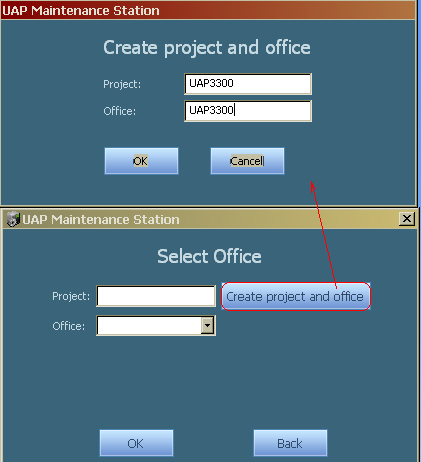 UAP Maintenance Station
Create project and office
Project: UAP3300
Office: UAP3300
OK Cancel
UAP Maintenance Station
Select Office
Project: Create project and office
Office:
OK Back